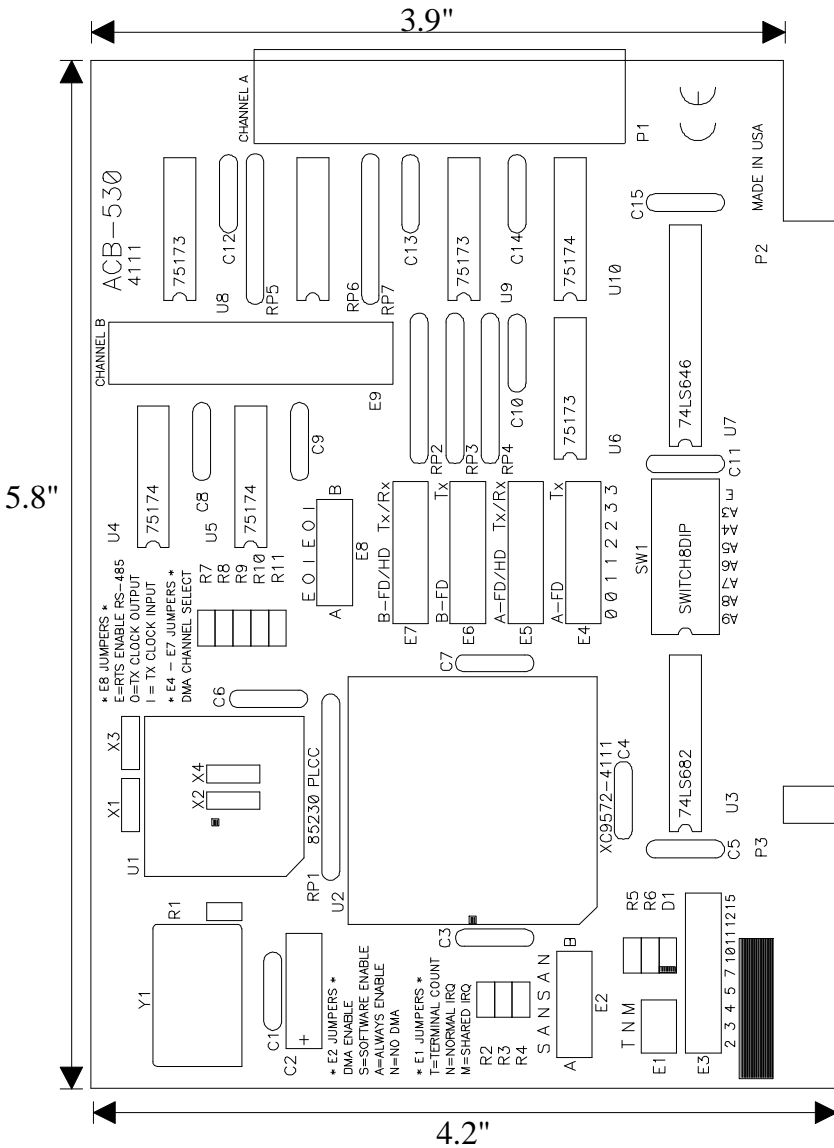 3.9"
CHANNEL A
P1
CE
MADE IN USA
P2
ACB-530
4111
75173
C12
U8
RP5
RP6
RP7
C13
75173
U9
C14
75174
U10
C15
74LS646
U7
CHANNEL B
E9
RP2
RP3
RP4
C10
75173
U6
C11
5.8"
U4
75174
C8
U5
75174
C9
* E8 JUMPERS *
E=RTS ENABLE RS-485
O=TX CLOCK OUTPUT
I = TX CLOCK INPUT
* E4 - E7 JUMPERS *
DMA CHANNEL SELECT
R7
R8
R9
R10
R11
E O I E O I
A
B
E8
B-FD/HD Tx/Rx
E7
B-FD Tx
E6
A-FD/HD Tx/Rx
E5
A-FD Tx
E4
0 0 1 1 2 2 3 3
SW1
SWITCH8DIP
A9 A8 A7 A6 A5 A4 A3 E
C7
C6
X3
X1
X4
X2
U1
85230 PLCC
RP1
U2
XC9572-4111
C4
74LS682
U3
C5
P3
R1
Y1
C1
C2
+
* E2 JUMPERS *
DMA ENABLE
S=SOFTWARE ENABLE
A=ALWAYS ENABLE
N=NO DMA
* E1 JUMPERS *
T=TERMINAL COUNT
N=NORMAL IRQ
M=SHARED IRQ
C3
R2
R3
R4
S A N S A N
A
B
E2
R5
R6
D1
T N M
E1
E3
2 3 4 5 7 10 11 12 15
4.2"